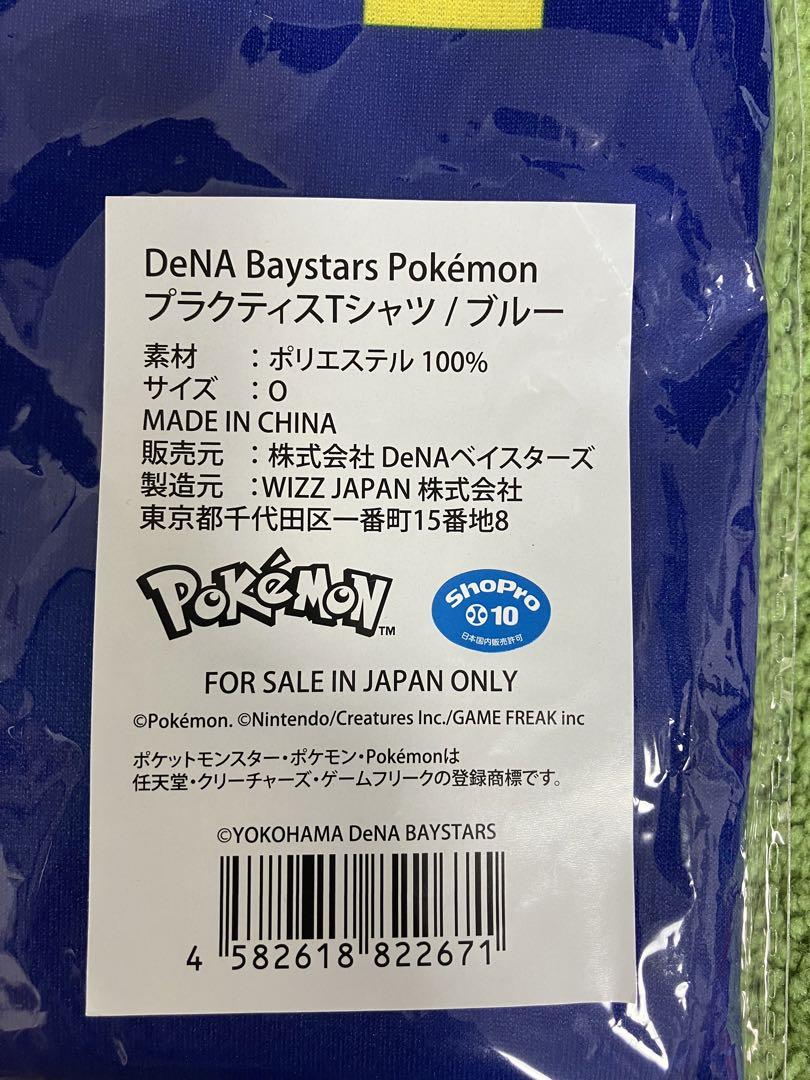 DeNA Baystars Pokémon
プラクティスTシャツ / ブルー
素材 : ポリエステル 100%
サイズ : O
MADE IN CHINA
販売元 : 株式会社 DeNAベイスターズ
製造元 :WIZZ JAPAN 株式会社
東京都千代田区一番町15番地8
POKéMON TM
ShoPro
10
日本国内販売許可
FOR SALE IN JAPAN ONLY
©Pokémon. ©Nintendo/Creatures Inc./GAME FREAK inc
ポケットモンスター・ポケモン・Pokémonは
任天堂・クリーチャーズ・ゲームフリークの登録商標です。
©YOKOHAMA DeNA BAYSTARS
4 582618 822671